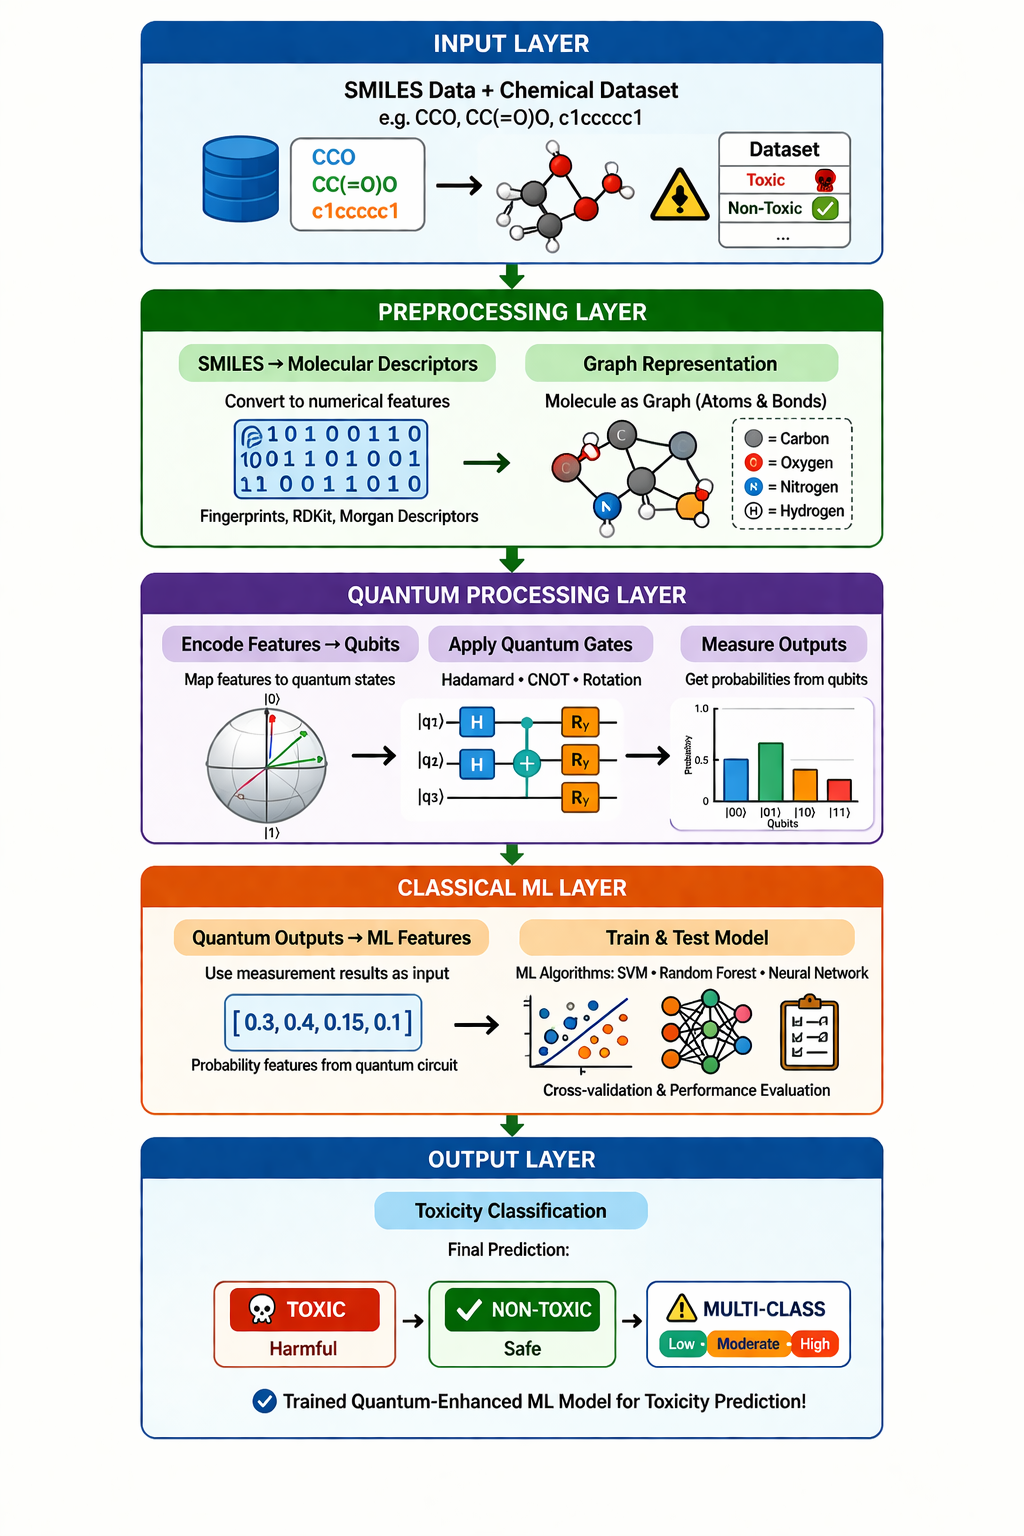 INPUT LAYER
SMILES Data + Chemical Dataset
e.g. CCO, CC(=O)O, c1ccccc1
CCO
CC(=O)O
c1ccccc1
Dataset
Toxic
Non-Toxic
...
PREPROCESSING LAYER
SMILES → Molecular Descriptors
Convert to numerical features
1 0 1 0 0 1 1 0
1 0 0 1 1 0 1 0 0 1
1 1 0 0 1 1 0 1 0
Fingerprints, RDKit, Morgan Descriptors
Graph Representation
Molecule as Graph (Atoms & Bonds)
C
C
C
N
= Carbon
O = Oxygen
N = Nitrogen
H = Hydrogen
QUANTUM PROCESSING LAYER
Encode Features → Qubits
Map features to quantum states
|0⟩
|1⟩
Apply Quantum Gates
Hadamard • CNOT • Rotation
|q1⟩ H Ry
|q2⟩ H + Ry
|q3⟩ Ry
Measure Outputs
Get probabilities from qubits
Probability
1.0
0.5
0
|00⟩ |01⟩ |10⟩ |11⟩
Qubits
CLASSICAL ML LAYER
Quantum Outputs → ML Features
Use measurement results as input
[ 0.3, 0.4, 0.15, 0.1 ]
Probability features from quantum circuit
Train & Test Model
ML Algorithms: SVM • Random Forest • Neural Network
Cross-validation & Performance Evaluation
OUTPUT LAYER
Toxicity Classification
Final Prediction:
TOXIC
Harmful
NON-TOXIC
Safe
MULTI-CLASS
Low • Moderate • High
Trained Quantum-Enhanced ML Model for Toxicity Prediction!